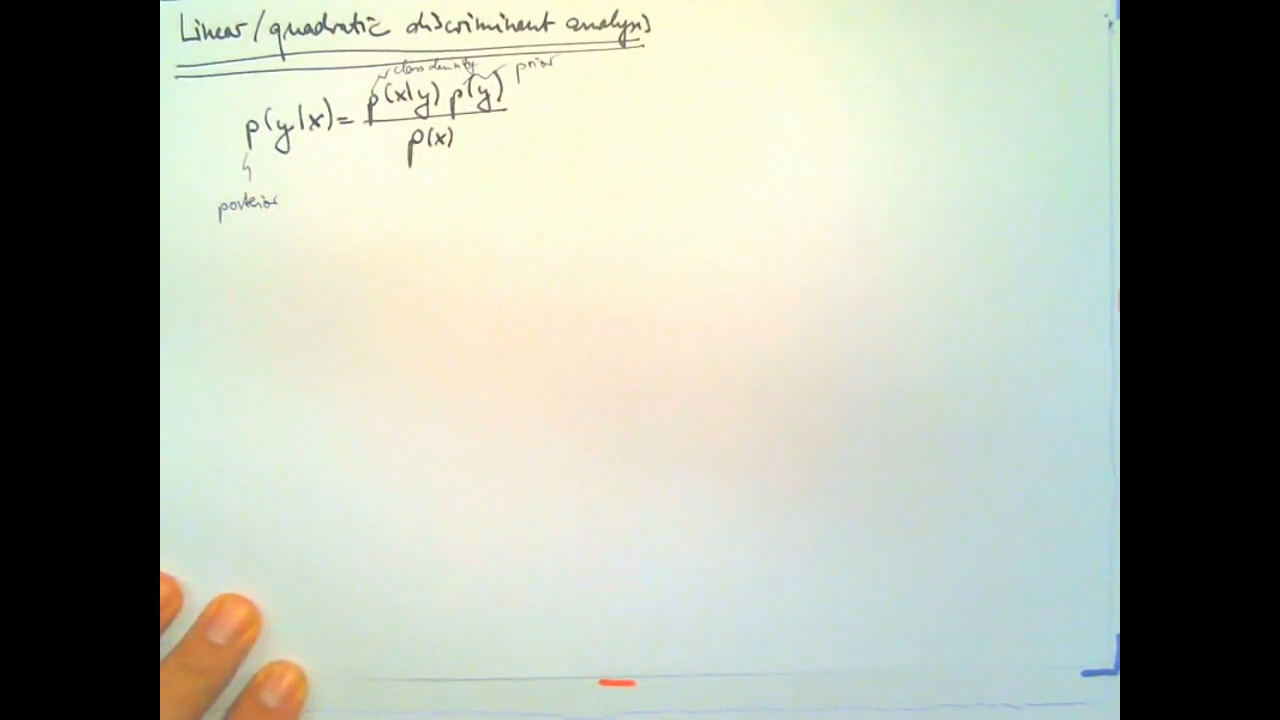 Linear/quadratic discriminant analysis
class density prior
p(y|x) = p(x|y) p(y)
p(x)
posterior